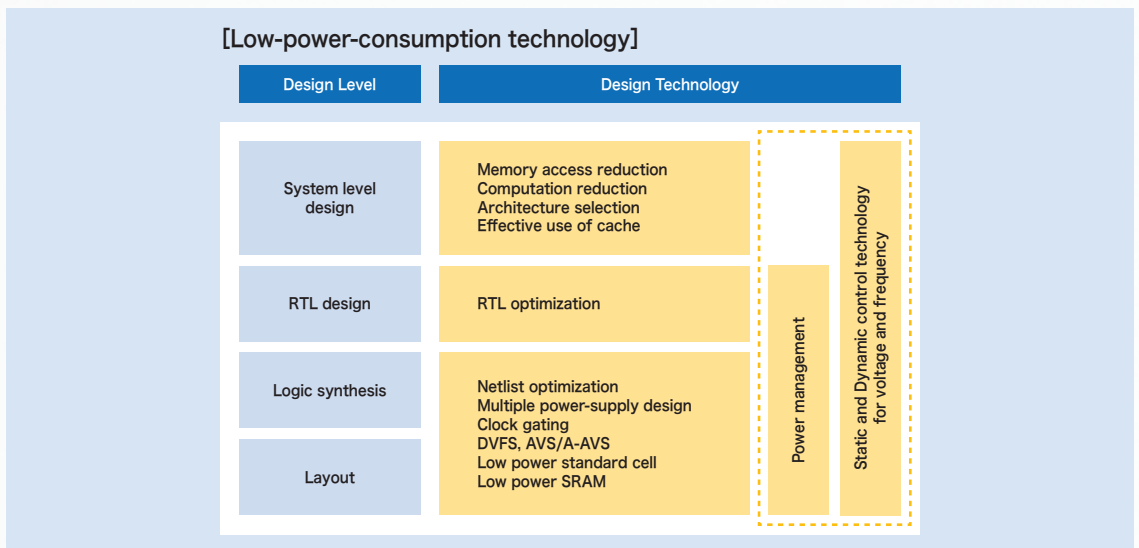 [Low-power-consumption technology]
Design Level
Design Technology
System level
design
Memory access reduction
Computation reduction
Architecture selection
Effective use of cache
RTL design
RTL optimization
Logic synthesis
Layout
Netlist optimization
Multiple power-supply design
Clock gating
DVFS, AVS/A-AVS
Low power standard cell
Low power SRAM
Power management
Static and Dynamic control technology
for voltage and frequency